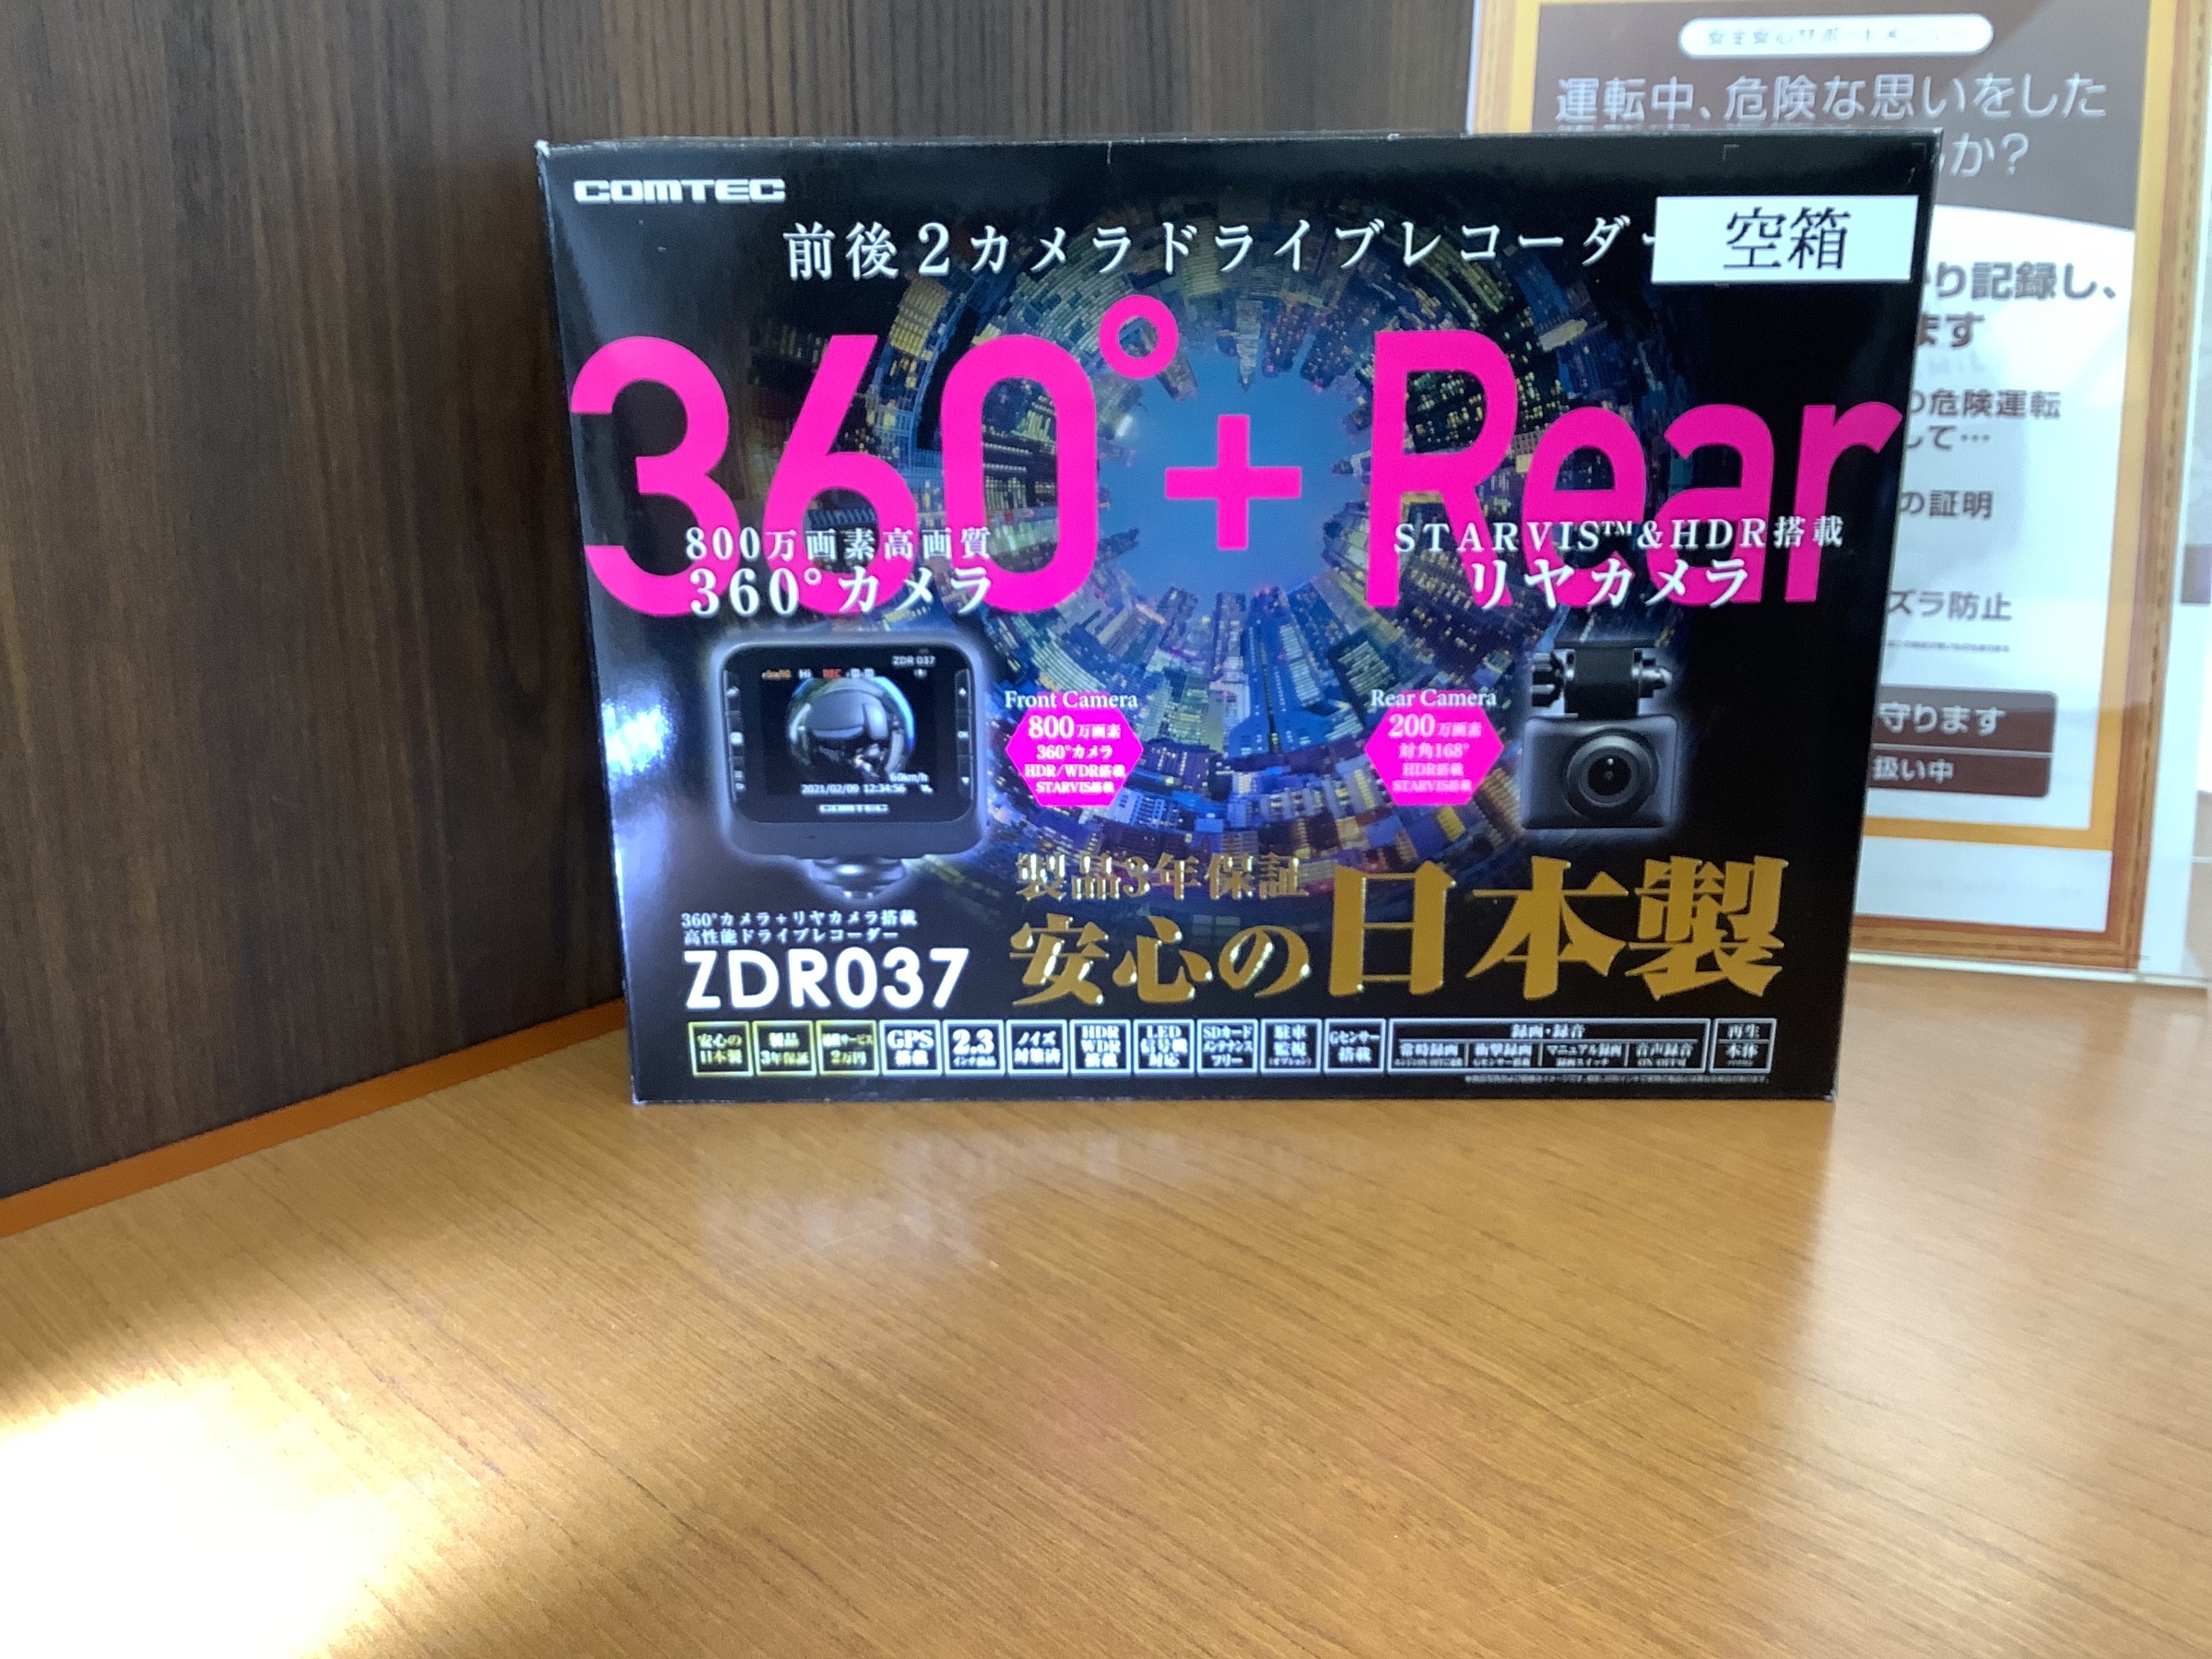 COMTEC
前後2カメラドライブレコーダー
空箱
360°+Rear
800万画素高画質
360°カメラ
STARVIS™&HDR搭載
リヤカメラ
ZDR 037
REC
60km/h
2021/02/09 12:34:56
COMTEC
Front Camera
800万画素
360°カメラ
HDR/WDR搭載
STARVIS搭載
Rear Camera
200万画素
対角168°
HDR搭載
STARVIS搭載
製品3年保証
安心の日本製
360°カメラ+リヤカメラ搭載
高性能ドライブレコーダー
ZDR037
安心の
日本製
製品
3年保証
2万円
GPS
搭載
2.3
ノイズ
対策済
HDR
WDR
搭載
LED
信号機
対応
SDカード
メンテナンス
フリー
駐車
監視
Gセンサー
搭載
録画・録音
常時録画
衝撃録画
マニュアル録画
音声録音
再生
本体
運転中、危険な思いをした
か?
り記録し、
ます
の危険運転
して…
の証明
ズラ防止
守ります
扱い中